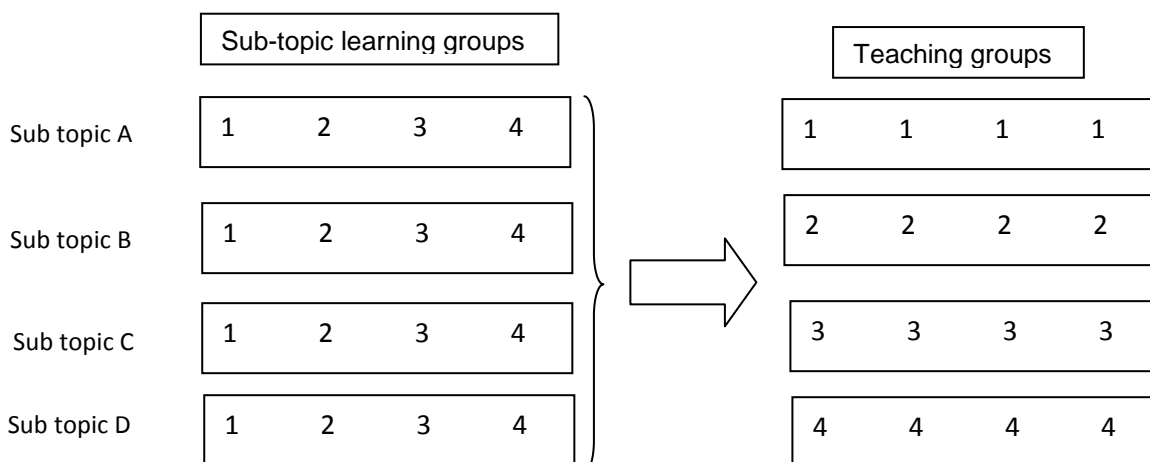 Sub-topic learning groups
Teaching groups
Sub topic A
1 2 3 4
1 1 1 1
Sub topic B
1 2 3 4
2 2 2 2
Sub topic C
1 2 3 4
3 3 3 3
Sub topic D
1 2 3 4
4 4 4 4